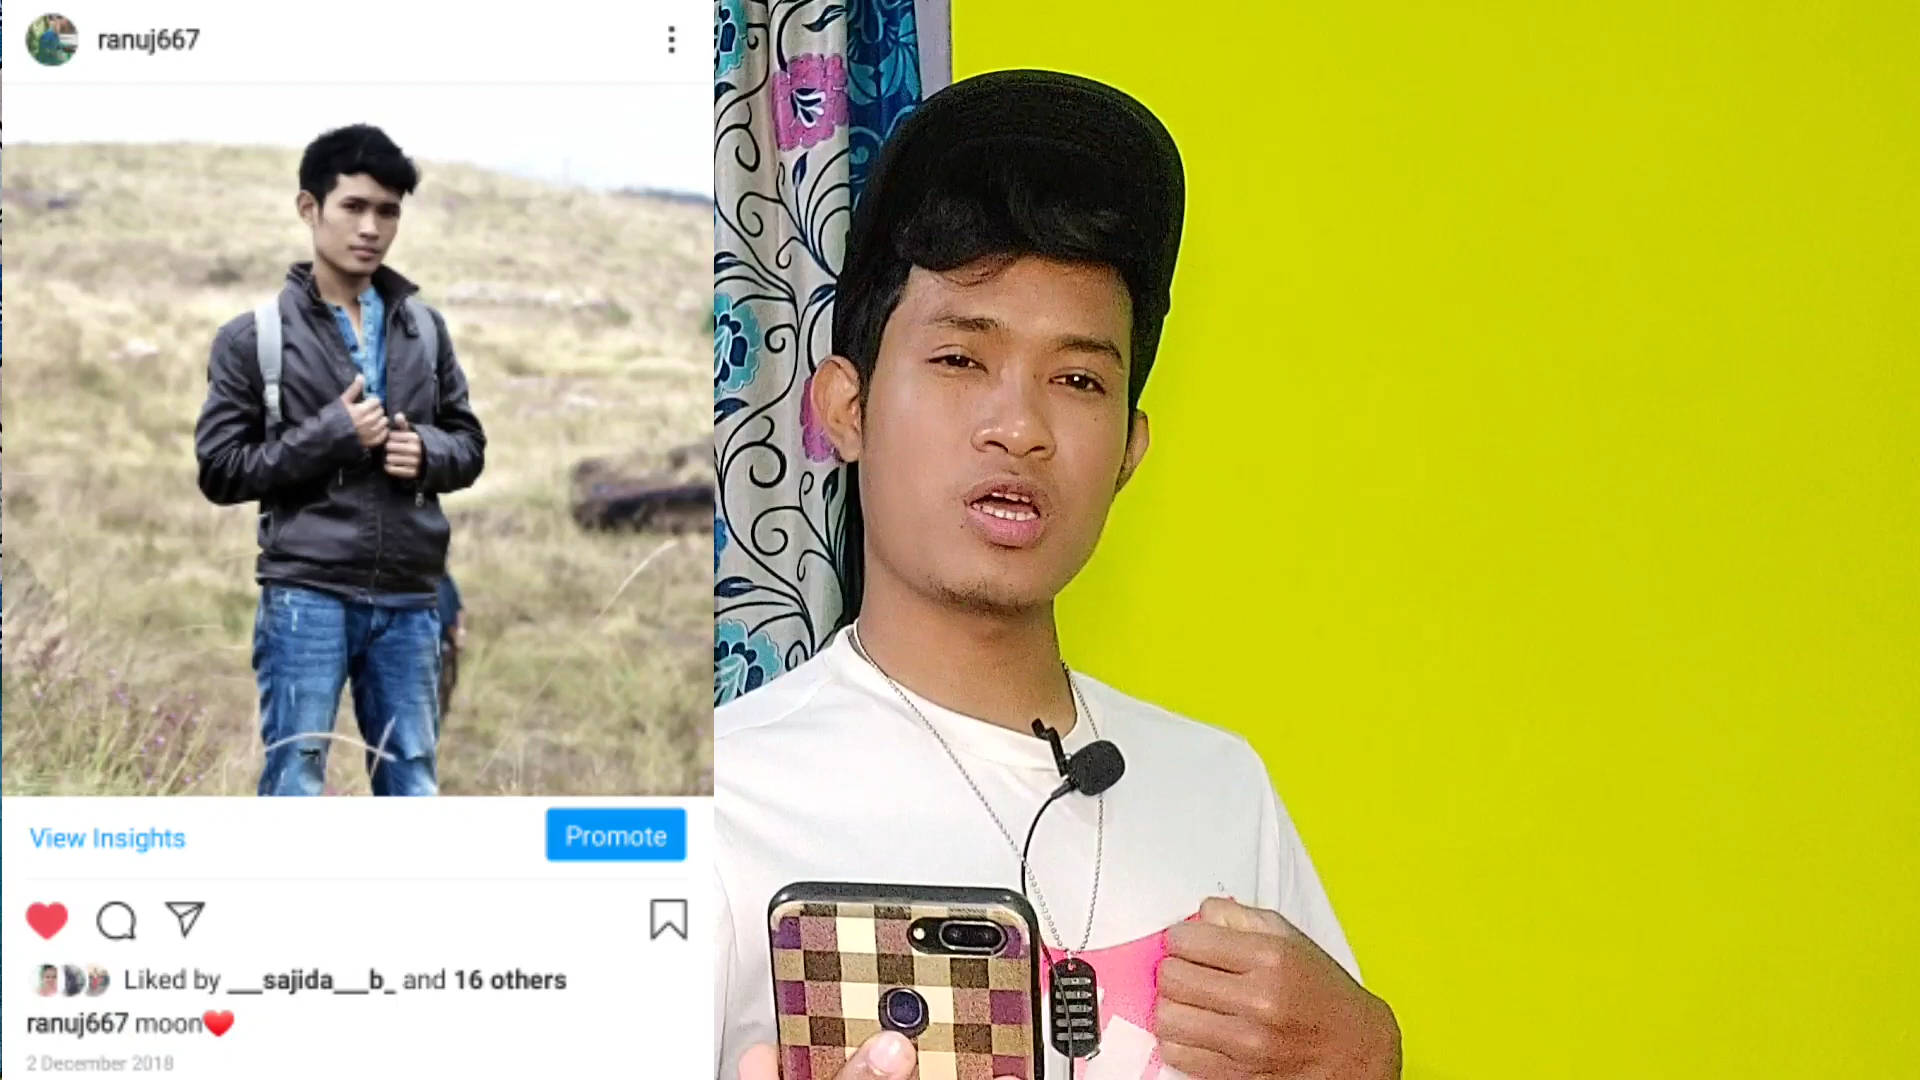 ranuj667
View Insights
Promote
Liked by ___sajida___b_ and 16 others
ranuj667 moon❤️
2 December 2018